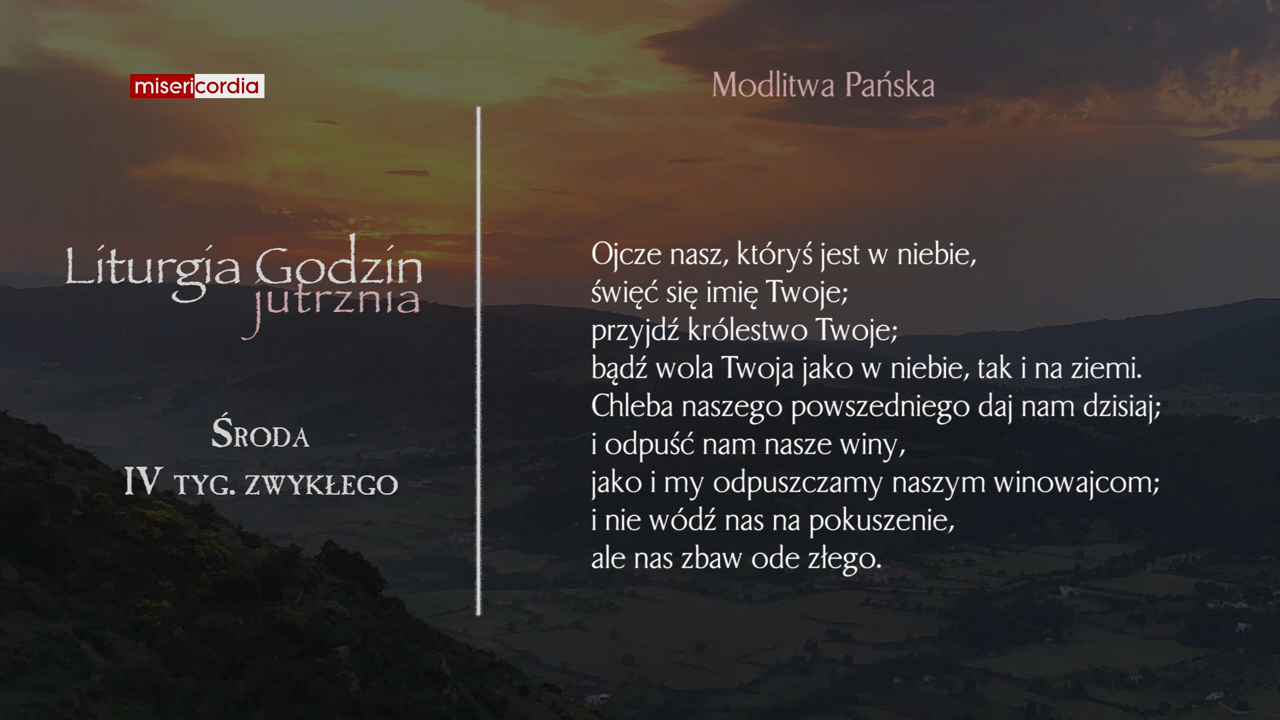 misericordia
Liturgia Godzin
jutrznia
Środa
IV tyg. zwykłego
Modlitwa Pańska
Ojcze nasz, któryś jest w niebie,
święć się imię Twoje;
przyjdź królestwo Twoje;
bądź wola Twoja jako w niebie, tak i na ziemi.
Chleba naszego powszedniego daj nam dzisiaj;
i odpuść nam nasze winy,
jako i my odpuszczamy naszym winowajcom;
i nie wódź nas na pokuszenie,
ale nas zbaw ode złego.